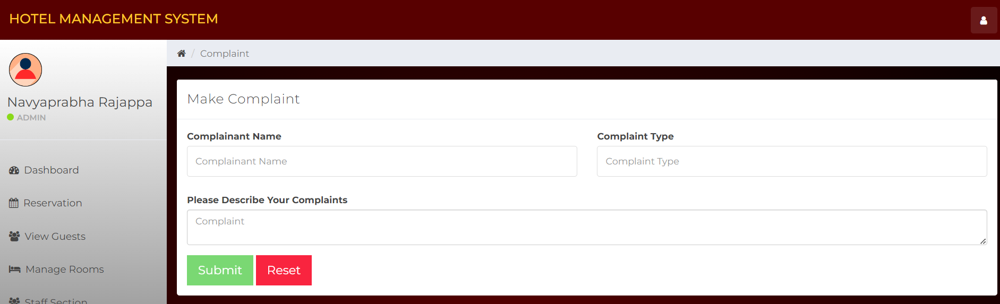 HOTEL MANAGEMENT SYSTEM
/ Complaint
Navyaprabha Rajappa
ADMIN
Make Complaint
Complainant Name
Complaint Type
Complainant Name
Complaint Type
Please Describe Your Complaints
Complaint
Submit
Reset
Dashboard
Reservation
View Guests
Manage Rooms
Staff Section